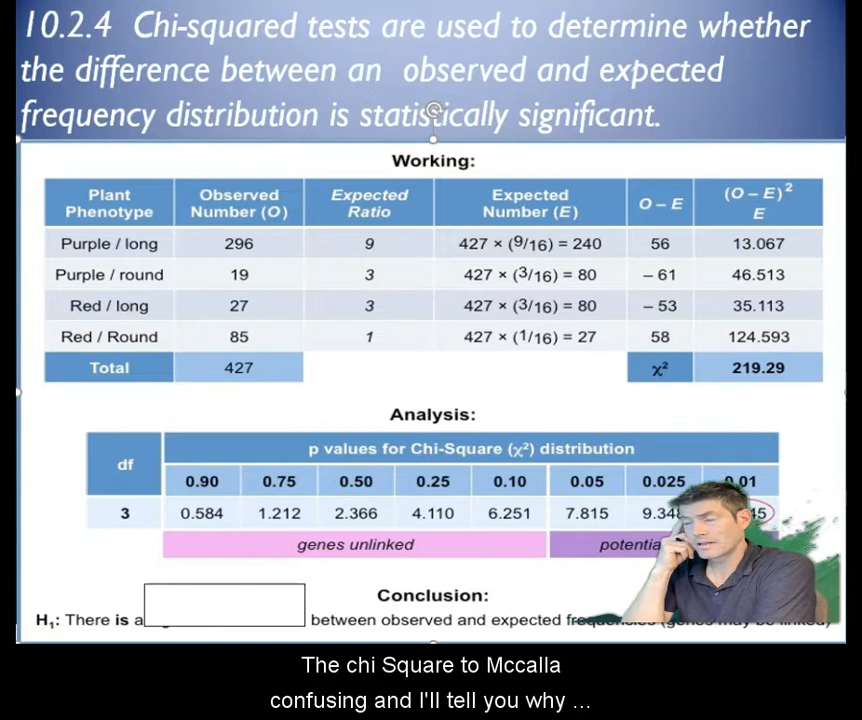 10.2.4 Chi-squared tests are used to determine whether
the difference between an observed and expected
frequency distribution is statistically significant.
Working:
Plant Phenotype Observed Number (O) Expected Ratio Expected Number (E) O – E (O – E)² E
Purple / long 296 9 427 × (9/16) = 240 56 13.067
Purple / round 19 3 427 × (3/16) = 80 – 61 46.513
Red / long 27 3 427 × (3/16) = 80 – 53 35.113
Red / Round 85 1 427 × (1/16) = 27 58 124.593
Total 427 χ² 219.29
Analysis:
df p values for Chi-Square (χ²) distribution
0.90 0.75 0.50 0.25 0.10 0.05 0.025 0.01
3 0.584 1.212 2.366 4.110 6.251 7.815
genes unlinked
Conclusion:
H₁: There is a between observed and expected
The chi Square to Mccalla
confusing and I'll tell you why ...